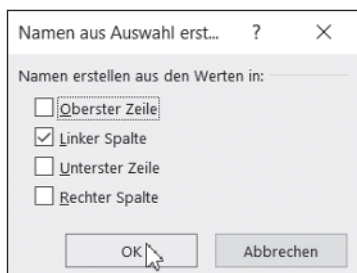 Namen aus Auswahl erst... ?
Namen erstellen aus den Werten in:
Oberster Zeile
Linker Spalte
Unterster Zeile
Rechter Spalte
OK Abbrechen